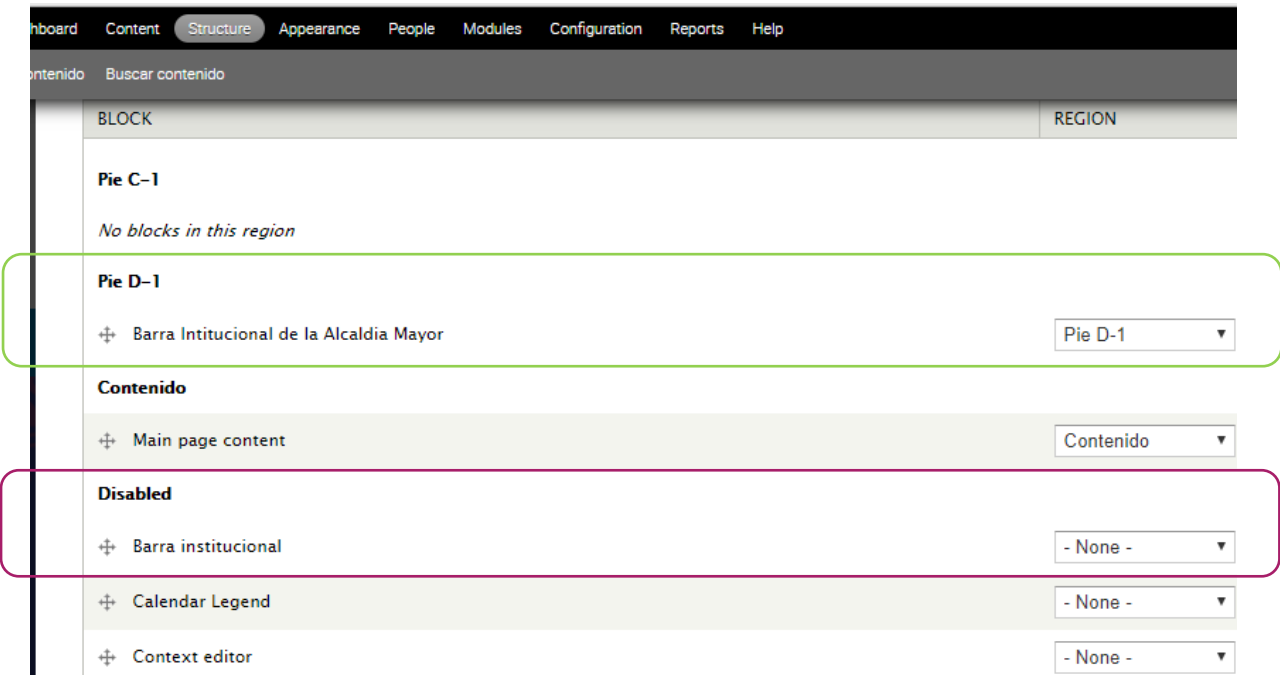 Content Structure Appearance People Modules Configuration Reports Help
Buscar contenido
BLOCK REGION
Pie C-1
No blocks in this region
Pie D-1
Barra Intitucional de la Alcaldia Mayor Pie D-1
Contenido
Main page content Contenido
Disabled
Barra institucional - None -
Calendar Legend - None -
Context editor - None -